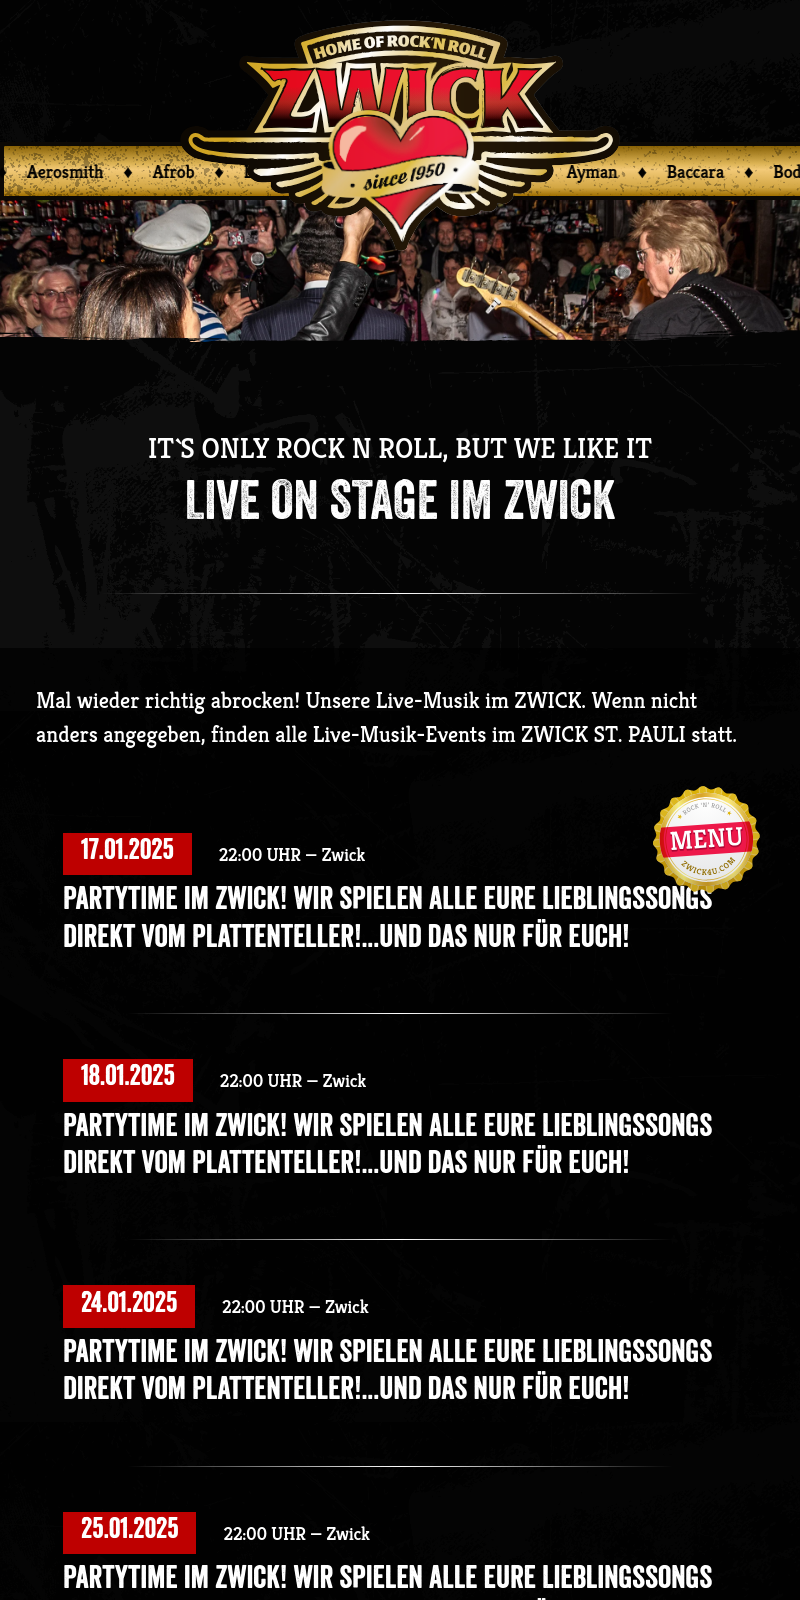 HOME OF ROCK'N ROLL
ZWICK
since 1950
Aerosmith ♦ Afrob ♦
Ayman ♦ Baccara ♦ Bod
IT`S ONLY ROCK N ROLL, BUT WE LIKE IT
LIVE ON STAGE IM ZWICK
Mal wieder richtig abrocken! Unsere Live-Musik im ZWICK. Wenn nicht
anders angegeben, finden alle Live-Musik-Events im ZWICK ST. PAULI statt.
ROCK 'N' ROLL
MENU
ZWICK4U.COM
17.01.2025 22:00 UHR – Zwick
PARTYTIME IM ZWICK! WIR SPIELEN ALLE EURE LIEBLINGSSONGS
DIREKT VOM PLATTENTELLER!...UND DAS NUR FÜR EUCH!
18.01.2025 22:00 UHR – Zwick
PARTYTIME IM ZWICK! WIR SPIELEN ALLE EURE LIEBLINGSSONGS
DIREKT VOM PLATTENTELLER!...UND DAS NUR FÜR EUCH!
24.01.2025 22:00 UHR – Zwick
PARTYTIME IM ZWICK! WIR SPIELEN ALLE EURE LIEBLINGSSONGS
DIREKT VOM PLATTENTELLER!...UND DAS NUR FÜR EUCH!
25.01.2025 22:00 UHR – Zwick
PARTYTIME IM ZWICK! WIR SPIELEN ALLE EURE LIEBLINGSSONGS